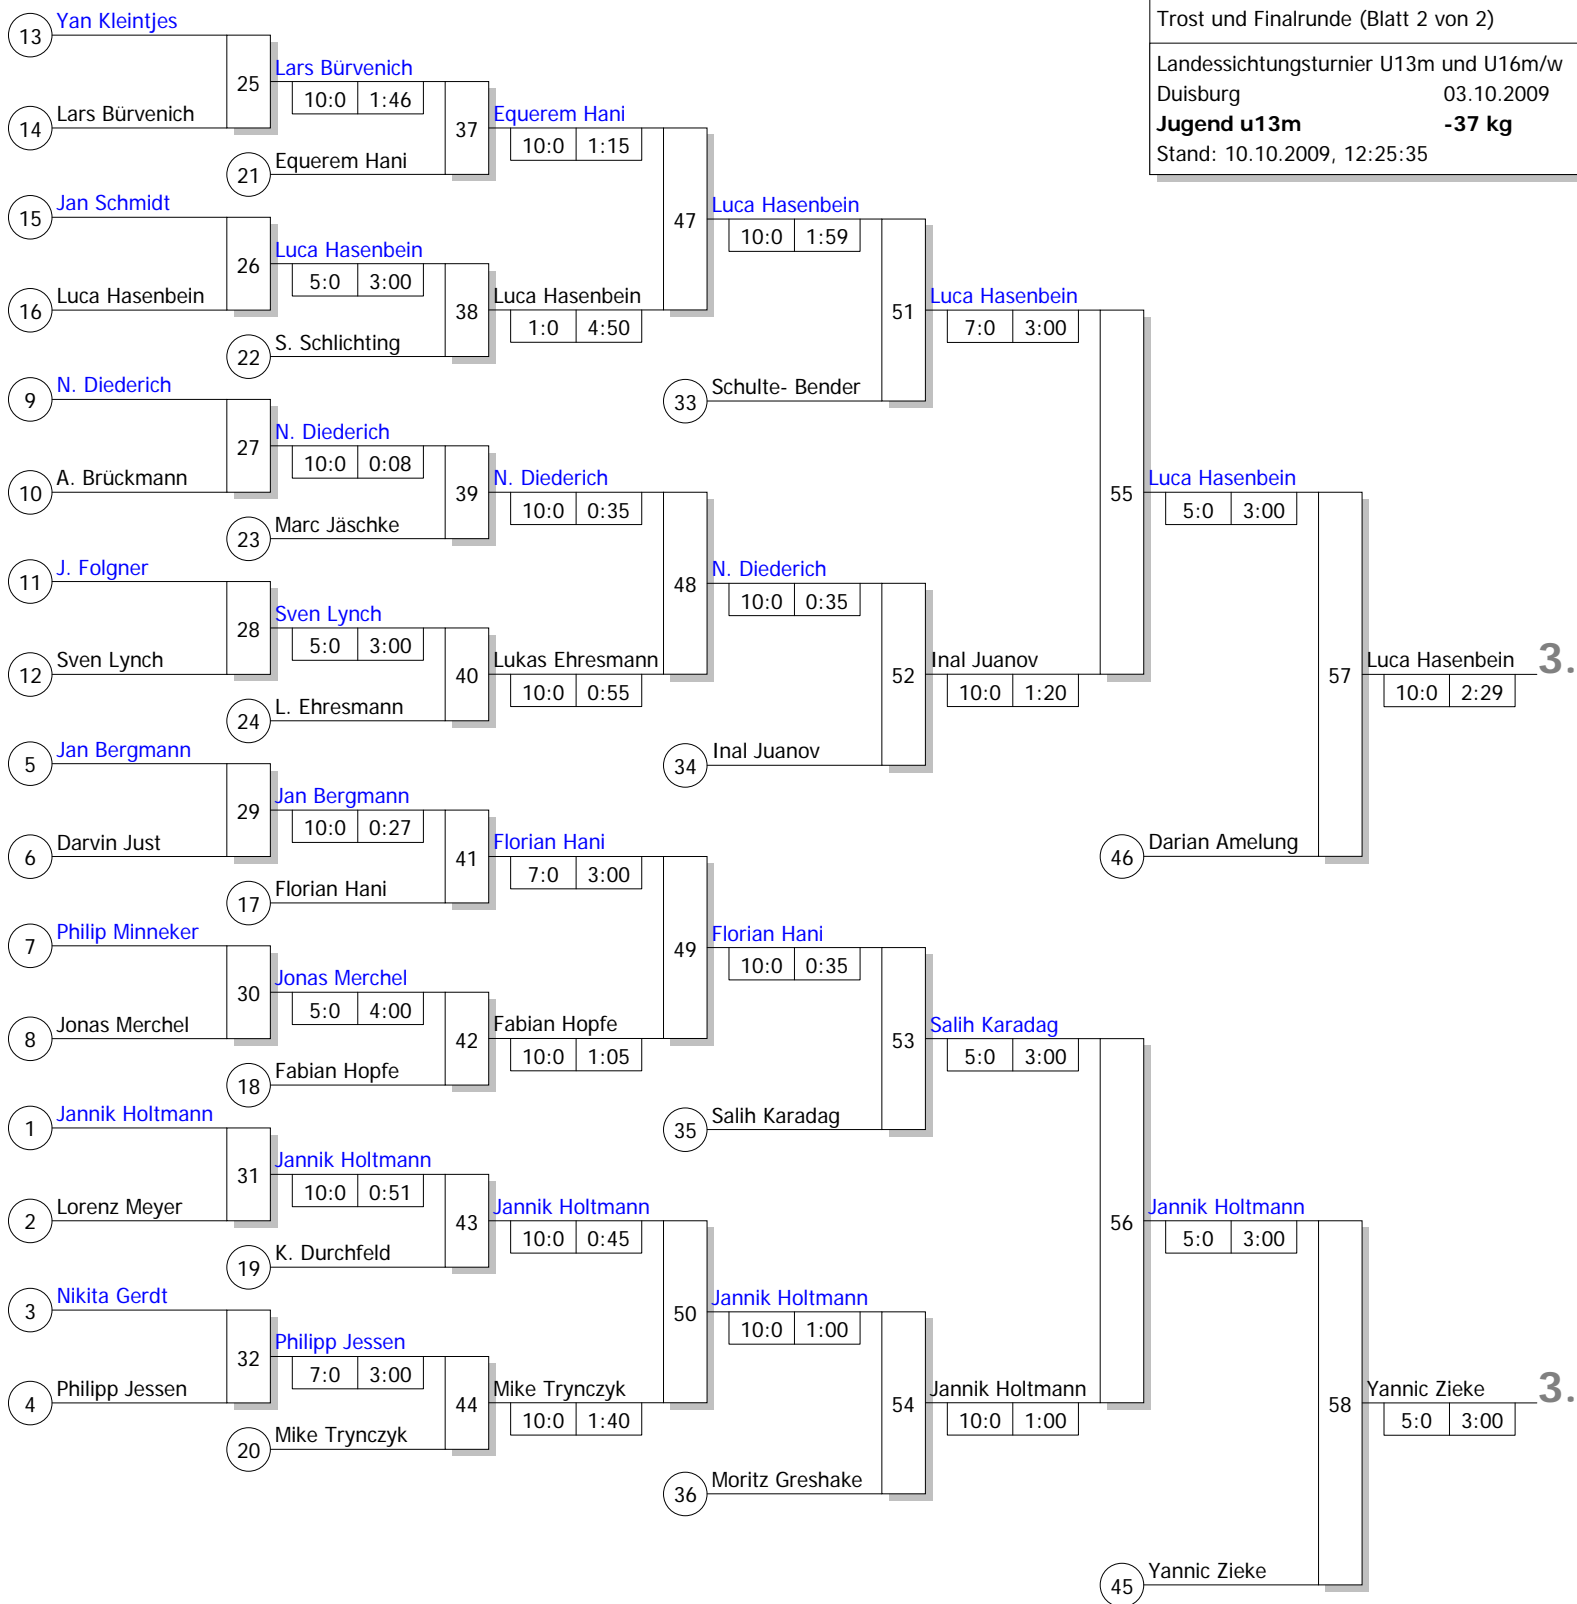 Trost und Finalrunde (Blatt 2 von 2)
Landessichtungsturnier U13m und U16m/w
Duisburg 03.10.2009
Jugend u13m -37 kg
Stand: 10.10.2009, 12:25:35
13 Yan Kleintjes
25
Lars Bürvenich
10:0 1:46
14 Lars Bürvenich
37
Equerem Hani
10:0 1:15
21 Equerem Hani
15 Jan Schmidt
47
Luca Hasenbein
10:0 1:59
26
Luca Hasenbein
5:0 3:00
16 Luca Hasenbein
38
Luca Hasenbein
1:0 4:50
22 S. Schlichting
51
Luca Hasenbein
7:0 3:00
33 Schulte- Bender
9 N. Diederich
27
N. Diederich
10:0 0:08
10 A. Brückmann
39
N. Diederich
10:0 0:35
23 Marc Jäschke
55
Luca Hasenbein
5:0 3:00
11 J. Folgner
48
N. Diederich
10:0 0:35
28
Sven Lynch
5:0 3:00
12 Sven Lynch
40
Lukas Ehresmann
10:0 0:55
24 L. Ehresmann
52
Inal Juanov
10:0 1:20
34 Inal Juanov
57
Luca Hasenbein
10:0 2:29
3.
5 Jan Bergmann
29
Jan Bergmann
10:0 0:27
6 Darvin Just
41
Florian Hani
7:0 3:00
17 Florian Hani
46 Darian Amelung
7 Philip Minneker
49
Florian Hani
10:0 0:35
30
Jonas Merchel
5:0 4:00
8 Jonas Merchel
42
Fabian Hopfe
10:0 1:05
18 Fabian Hopfe
53
Salih Karadag
5:0 3:00
35 Salih Karadag
1 Jannik Holtmann
31
Jannik Holtmann
10:0 0:51
2 Lorenz Meyer
43
Jannik Holtmann
10:0 0:45
19 K. Durchfeld
56
Jannik Holtmann
5:0 3:00
3 Nikita Gerdt
50
Jannik Holtmann
10:0 1:00
32
Philipp Jessen
7:0 3:00
4 Philipp Jessen
44
Mike Trynczyk
10:0 1:40
20 Mike Trynczyk
54
Jannik Holtmann
10:0 1:00
36 Moritz Greshake
58
Yannic Zieke
5:0 3:00
3.
45 Yannic Zieke